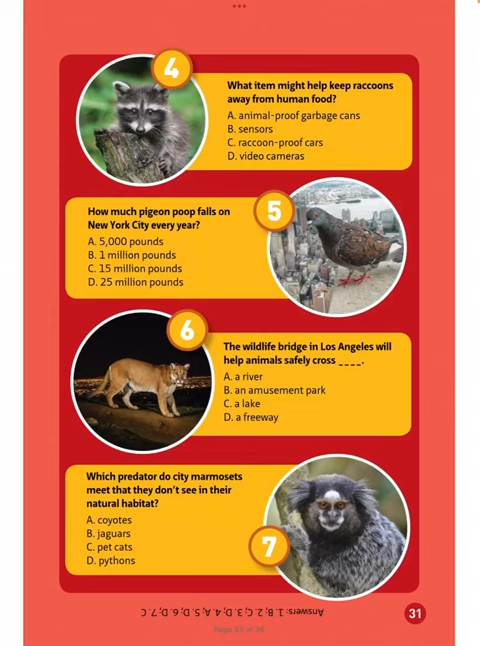 4
What item might help keep raccoons
away from human food?
A. animal-proof garbage cans
B. sensors
C. raccoon-proof cars
D. video cameras
5
How much pigeon poop falls on
New York City every year?
A. 5,000 pounds
B. 1 million pounds
C. 15 million pounds
D. 25 million pounds
6
The wildlife bridge in Los Angeles will
help animals safely cross ____.
A. a river
B. an amusement park
C. a lake
D. a freeway
Which predator do city marmosets
meet that they don't see in their
natural habitat?
A. coyotes
B. jaguars
C. pet cats
D. pythons
7
Answers: 1. B; 2. C; 3. D; 4. A; 5. D; 6. D; 7. C
31